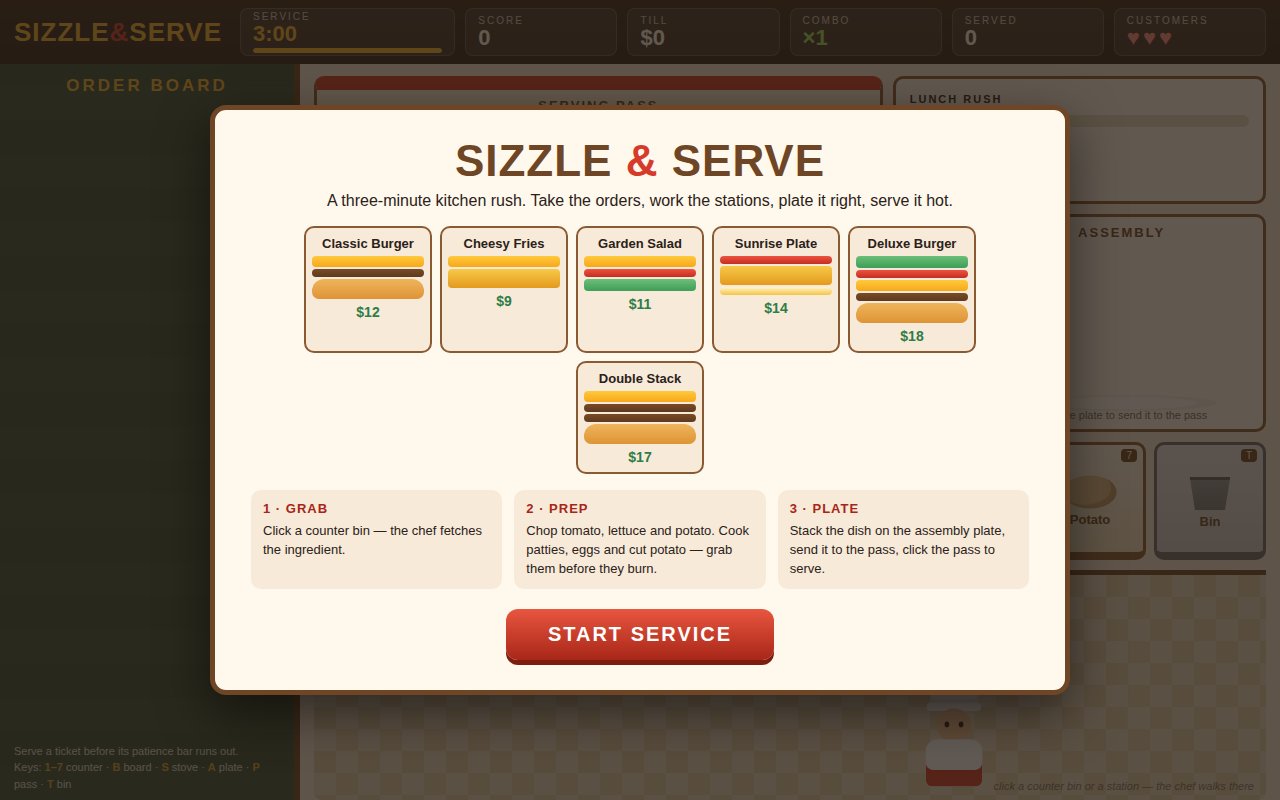 SIZZLE&SERVE
SERVICE
3:00
SCORE
0
TILL
$0
COMBO
×1
SERVED
0
CUSTOMERS
♥♥♥
ORDER BOARD
SERVING PASS
LUNCH RUSH
SIZZLE & SERVE
A three-minute kitchen rush. Take the orders, work the stations, plate it right, serve it hot.
Classic Burger
$12
Cheesy Fries
$9
Garden Salad
$11
Sunrise Plate
$14
Deluxe Burger
$18
Double Stack
$17
1 · GRAB
Click a counter bin — the chef fetches
the ingredient.
2 · PREP
Chop tomato, lettuce and potato. Cook
patties, eggs and cut potato — grab
them before they burn.
3 · PLATE
Stack the dish on the assembly plate,
send it to the pass, click the pass to
serve.
START SERVICE
ASSEMBLY
e plate to send it to the pass
7
Potato
T
Bin
Serve a ticket before its patience bar runs out.
Keys: 1–7 counter · B board · S stove · A plate · P
pass · T bin
click a counter bin or a station — the chef walks there